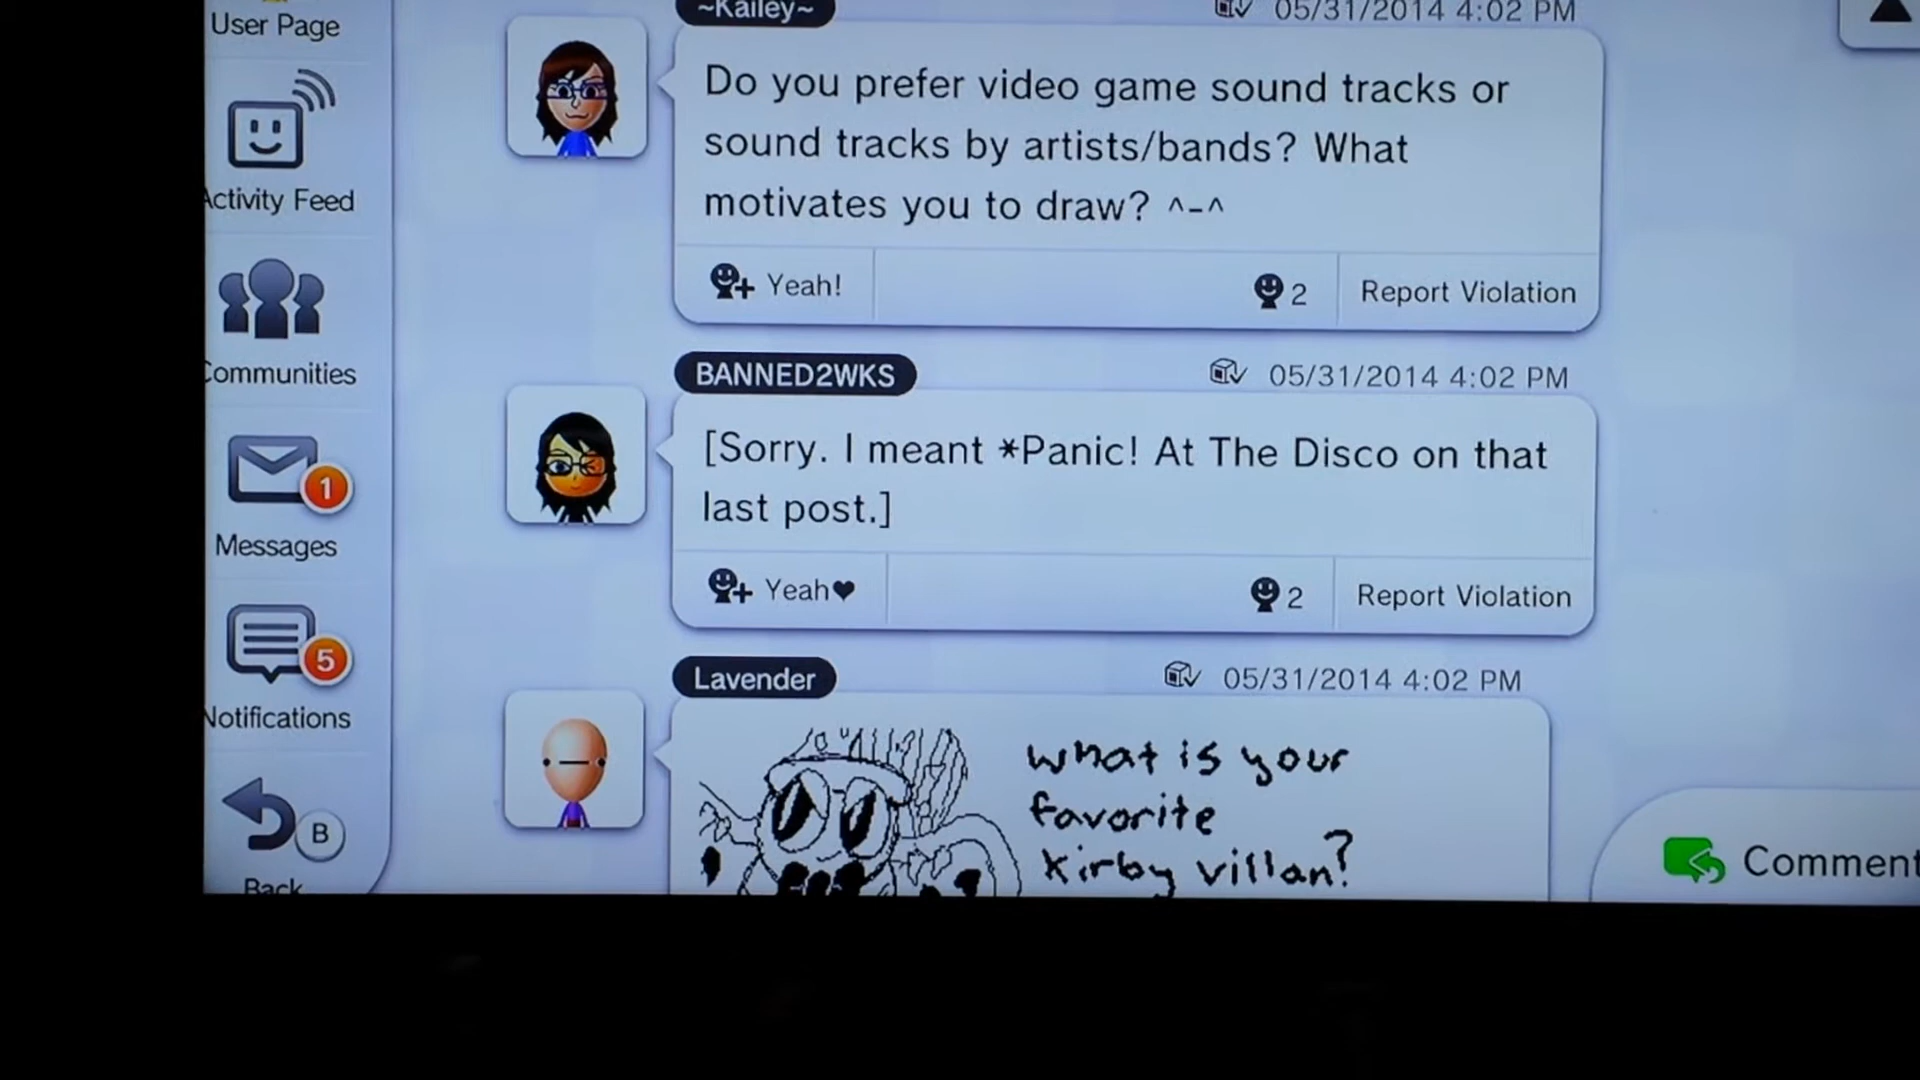 User Page
Activity Feed
Communities
1
Messages
5
Notifications
B
Back
~Kailey~
05/31/2014 4:02 PM
Do you prefer video game sound tracks or
sound tracks by artists/bands? What
motivates you to draw? ^-^
Yeah!
2
Report Violation
BANNED2WKS
05/31/2014 4:02 PM
[Sorry. I meant *Panic! At The Disco on that
last post.]
Yeah♥
2
Report Violation
Lavender
05/31/2014 4:02 PM
what is your
favorite
kirby villan?
Comment